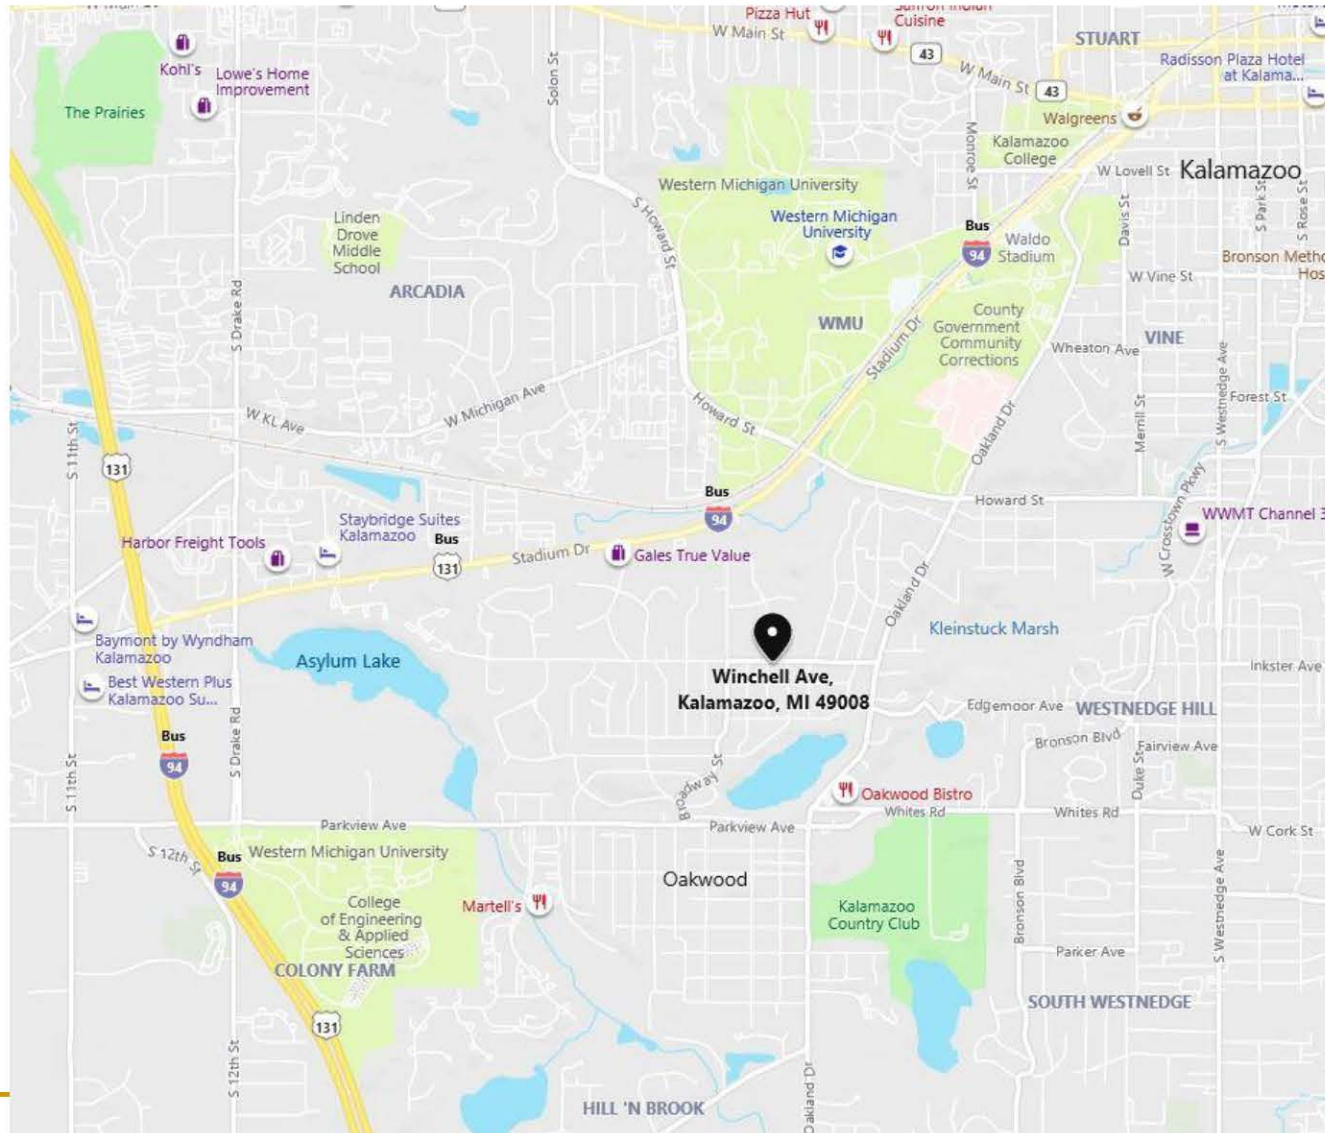 W Main St
Pizza Hut
Saffron Indian
Cuisine
W Main St
43
STUART
Radisson Plaza Hotel
at Kalama...
Kohl's
Lowe's Home
Improvement
The Prairies
Solon St
W Main St
43
Walgreens
Kalamazoo
College
Monroe St
W Lovell St
Kalamazoo
Western Michigan University
Western Michigan
University
Linden
Drove
Middle
School
S Howard St
Bus
94
Waldo
Stadium
Davis St
S Park St
S Rose St
W Vine St
Bronson Metho
Hos
ARCADIA
S Drake Rd
WMU
Stadium Dr
County
Government
Community
Corrections
Wheaton Ave
VINE
W KL Ave
W Michigan Ave
Howard St
Oakland Dr
Merrill St
S Westnedge Ave
Forest St
S 11th St
131
Bus
94
Howard St
W Crosstown Pkwy
WWMT Channel 3
Harbor Freight Tools
Staybridge Suites
Kalamazoo
Bus
131
Stadium Dr
Gales True Value
Oakland Dr
Kleinstuck Marsh
Baymont by Wyndham
Kalamazoo
Best Western Plus
Kalamazoo Su...
Asylum Lake
Winchell Ave,
Kalamazoo, MI 49008
Inkster Ave
Edgemoor Ave
WESTNEDGE HILL
Bronson Blvd
Fairview Ave
Bus
94
S Drake Rd
S 11th St
Broadway St
Oakwood Bistro
Duke St
Whites Rd
Whites Rd
W Cork St
Parkview Ave
Parkview Ave
S 12th St
Bus
94
Western Michigan University
College
of Engineering
& Applied
Sciences
Martell's
Oakwood
Kalamazoo
Country Club
Bronson Blvd
S Westnedge Ave
Parker Ave
COLONY FARM
SOUTH WESTNEDGE
131
S 12th St
HILL 'N BROOK
Oakland Dr